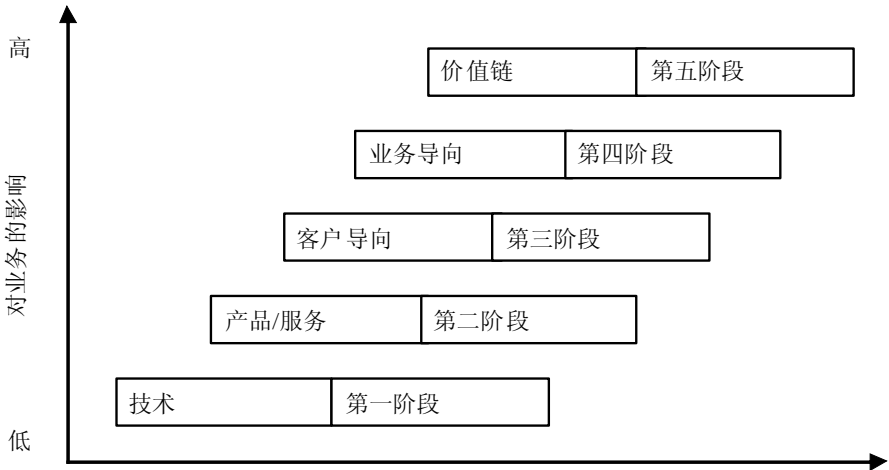 高
价值链 第五阶段
业务导向 第四阶段
对业务的影响
客户导向 第三阶段
产品/服务 第二阶段
技术 第一阶段
低